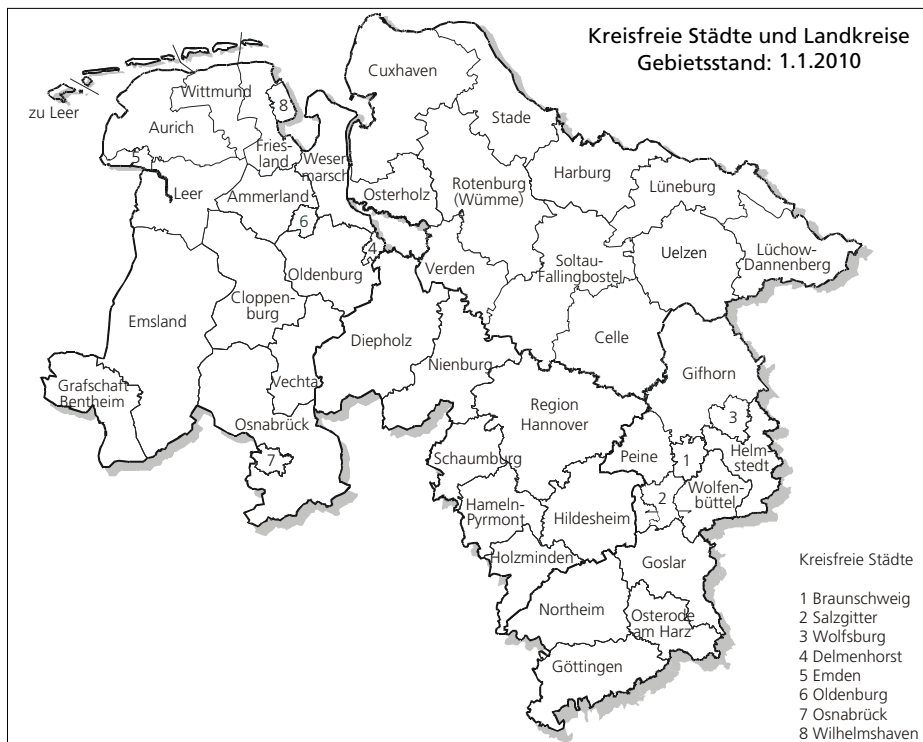 Kreisfreie Städte und Landkreise
Gebietsstand: 1.1.2010
zu Leer
Wittmund
8
Cuxhaven
Aurich
Stade
5
Fries-
land
Weser-
marsch
Harburg
Leer
Ammerland
Osterholz
Rotenburg
(Wümme)
Lüneburg
6
4
Oldenburg
Verden
Soltau-
Fallingbostel
Uelzen
Lüchow-
Dannenberg
Cloppen-
burg
Emsland
Diepholz
Celle
Nienburg
Vechta
Grafschaft
Bentheim
Gifhorn
Region
Hannover
3
Osnabrück
7
Schaumburg
Peine
1
Helm-
stedt
2
Wolfen-
büttel
Hameln-
Pyrmont
Hildesheim
Holzminden
Goslar
Northeim
Osterode
am Harz
Göttingen
Kreisfreie Städte
1 Braunschweig
2 Salzgitter
3 Wolfsburg
4 Delmenhorst
5 Emden
6 Oldenburg
7 Osnabrück
8 Wilhelmshaven